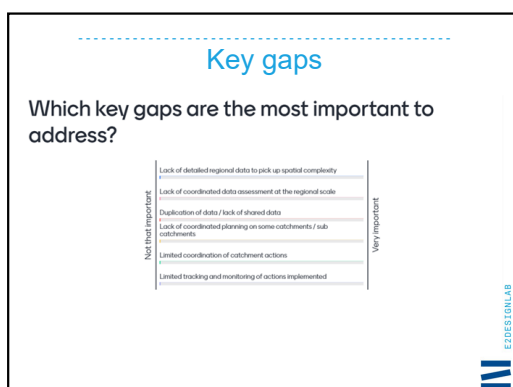 Key gaps
Which key gaps are the most important to
address?
Lack of detailed regional data to pick up spatial complexity
Lack of coordinated data assessment at the regional scale
Duplication of data / lack of shared data
Lack of coordinated planning on some catchments / sub
catchments
Limited coordination of catchment actions
Limited tracking and monitoring of actions implemented
Not that important
Very important
E2DESIGNLAB